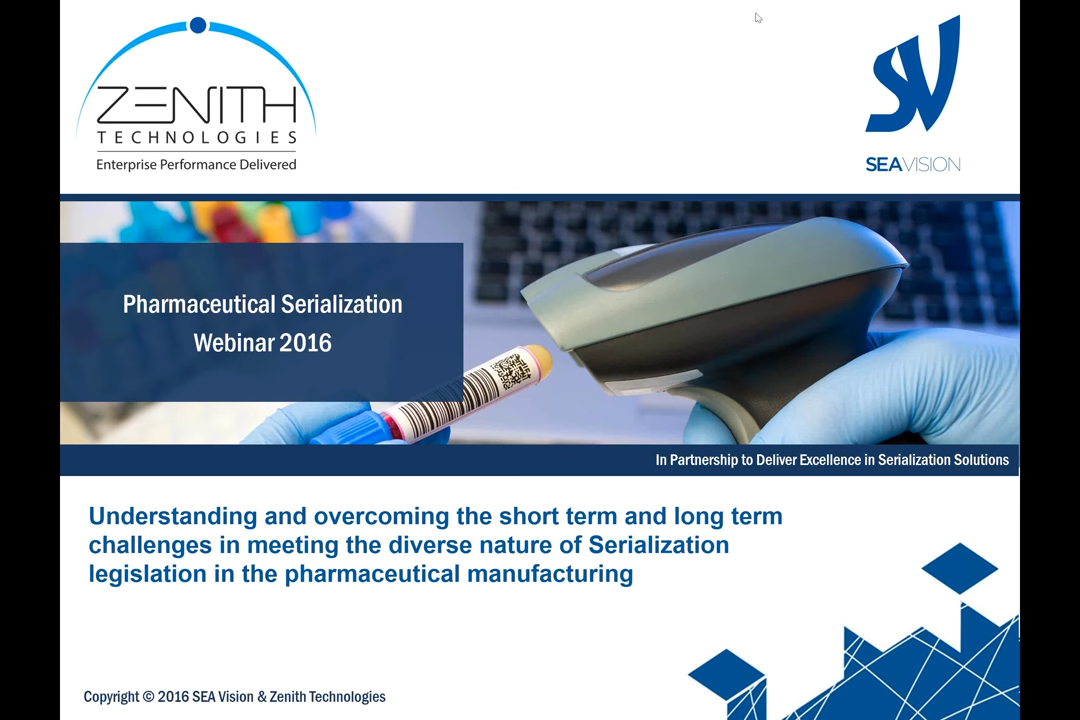 ZENITH
TECHNOLOGIES
Enterprise Performance Delivered
SV
SEAVISION
Pharmaceutical Serialization
Webinar 2016
In Partnership to Deliver Excellence in Serialization Solutions
Understanding and overcoming the short term and long term
challenges in meeting the diverse nature of Serialization
legislation in the pharmaceutical manufacturing
Copyright © 2016 SEA Vision & Zenith Technologies